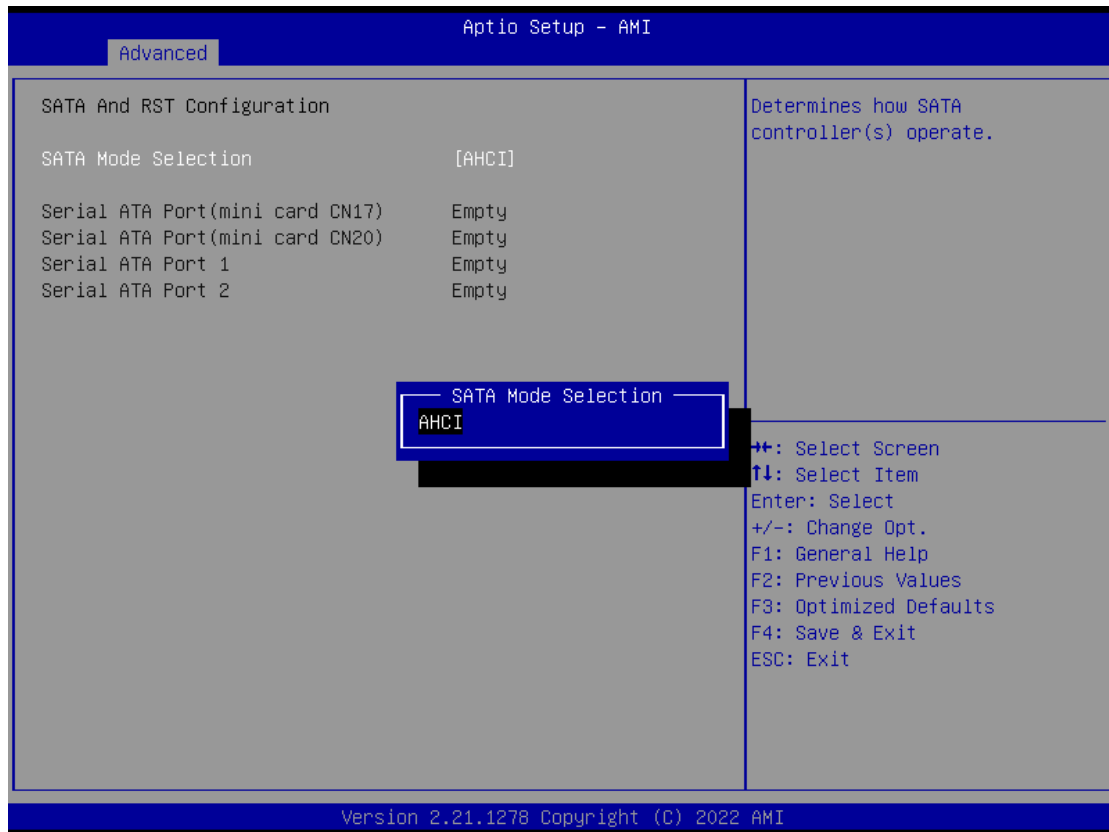 Aptio Setup – AMI
Advanced
SATA And RST Configuration
SATA Mode Selection [AHCI]
Serial ATA Port(mini card CN17) Empty
Serial ATA Port(mini card CN20) Empty
Serial ATA Port 1 Empty
Serial ATA Port 2 Empty
SATA Mode Selection
AHCI
Determines how SATA
controller(s) operate.
→←: Select Screen
↑↓: Select Item
Enter: Select
+/-: Change Opt.
F1: General Help
F2: Previous Values
F3: Optimized Defaults
F4: Save & Exit
ESC: Exit
Version 2.21.1278 Copyright (C) 2022 AMI